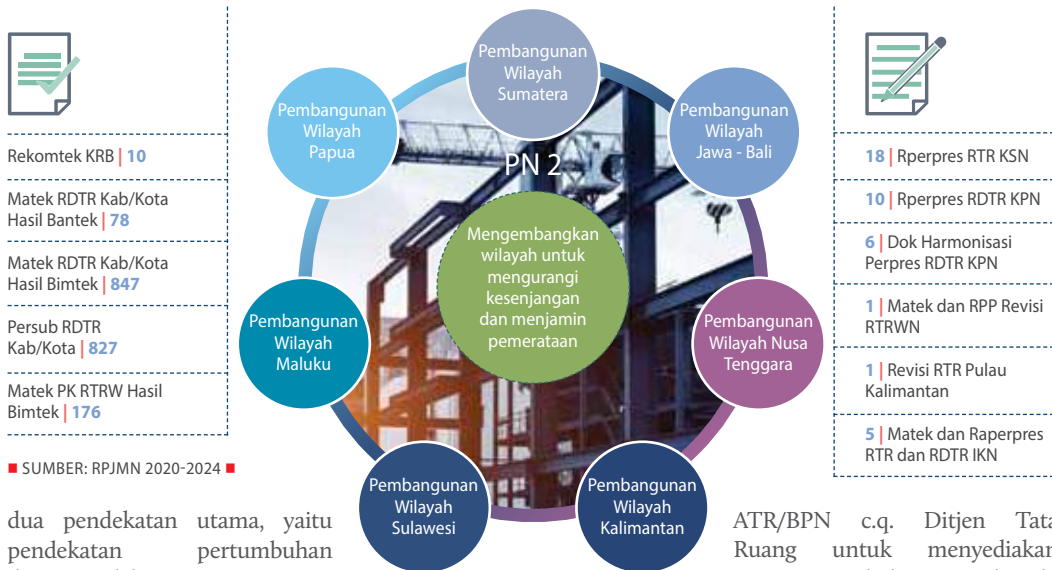 Rekomtek KRB | 10
Matek RDTR Kab/Kota
Hasil Bantek | 78
Matek RDTR Kab/Kota
Hasil Bimtek | 847
Persub RDTR
Kab/Kota | 827
Matek PK RTRW Hasil
Bimtek | 176
SUMBER: RPJMN 2020-2024
Pembangunan
Wilayah
Sumatera
Pembangunan
Wilayah
Papua
Pembangunan
Wilayah
Jawa - Bali
PN 2
Mengembangkan
wilayah untuk
mengurangi
kesenjangan
dan menjamin
pemerataan
Pembangunan
Wilayah
Maluku
Pembangunan
Wilayah Nusa
Tenggara
Pembangunan
Wilayah
Sulawesi
Pembangunan
Wilayah
Kalimantan
18 | Rperpres RTR KSN
10 | Rperpres RDTR KPN
6 | Dok Harmonisasi
Perpres RDTR KPN
1 | Matek dan RPP Revisi
RTRWN
1 | Revisi RTR Pulau
Kalimantan
5 | Matek dan Raperpres
RTR dan RDTR IKN
dua pendekatan utama, yaitu
pendekatan pertumbuhan
ATR/BPN c.q. Ditjen Tata
Ruang untuk menyediakan